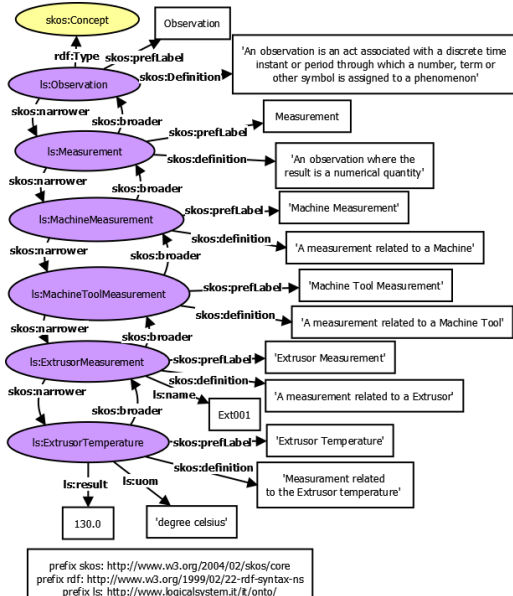 skos:Concept
Observation
rdf:Type
skos:prefLabel
skos:Definition
'An observation is an act associated with a discrete time
instant or period through which a number, term or
other symbol is assigned to a phenomenon'
ls:Observation
skos:narrower
skos:broader
skos:prefLabel
Measurement
ls:Measurement
skos:definition
'An observation where the
result is a numerical quantity'
skos:narrower
skos:broader
skos:prefLabel
'Machine Measurement'
ls:MachineMeasurement
skos:definition
'A measurement related to a Machine'
skos:narrower
skos:broader
skos:prefLabel
'Machine Tool Measurement'
ls:MachineToolMeasurement
skos:definition
'A measurement related to a Machine Tool'
skos:narrower
skos:broader
skos:prefLabel
'Extrusor Measurement'
ls:ExtrusorMeasurement
skos:definition
'A measurement related to a Extrusor'
ls:name
Ext001
skos:narrower
skos:broader
skos:prefLabel
'Extrusor Temperature'
ls:ExtrusorTemperature
skos:definition
'Measurament related
to the Extrusor temperature'
ls:result
ls:uom
130.0
'degree celsius'
prefix skos: http://www.w3.org/2004/02/skos/core
prefix rdf: http://www.w3.org/1999/02/22-rdf-syntax-ns
prefix ls: http://www.logicalsystem.it/it/onto/